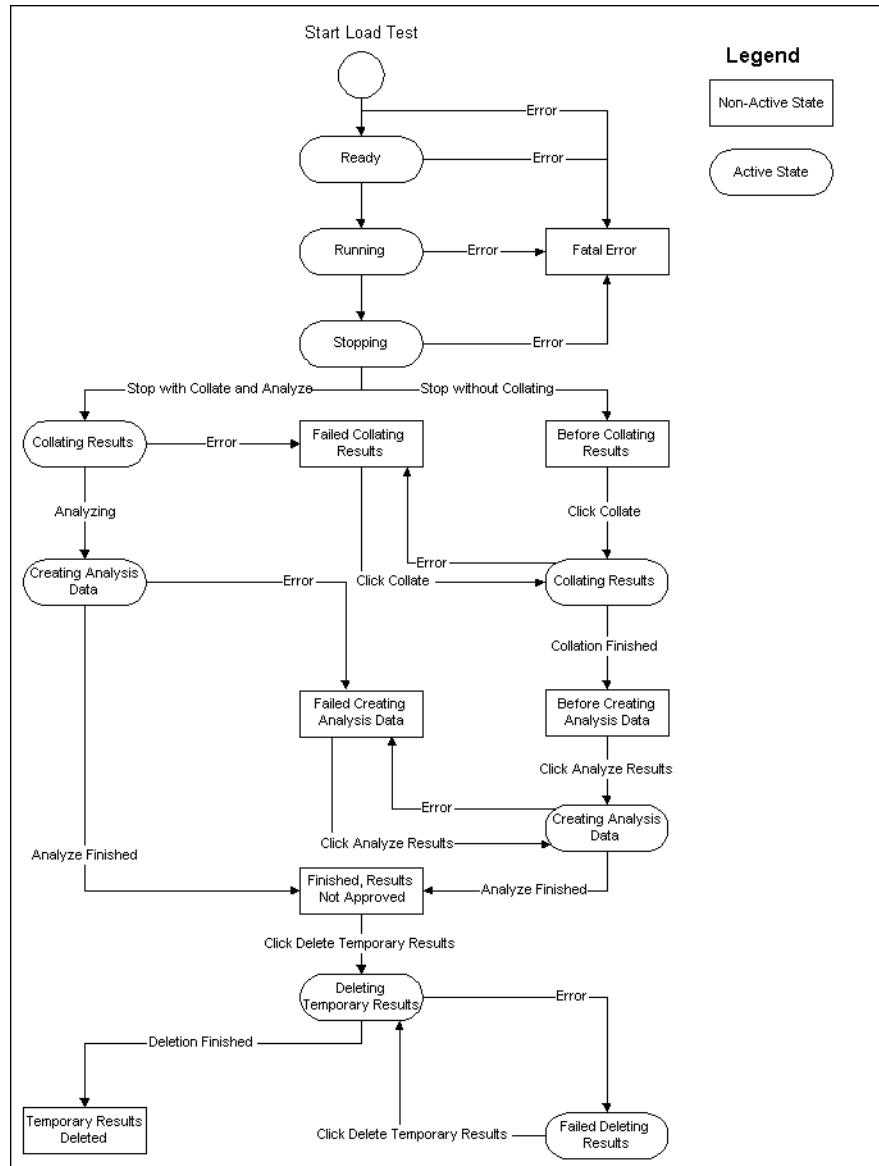 Start Load Test
Legend
Non-Active State
Error
Ready
Error
Active State
Running
Error
Fatal Error
Stopping
Error
Stop with Collate and Analyze
Stop without Collating
Collating Results
Error
Failed Collating
Results
Before Collating
Results
Analyzing
Click Collate
Creating Analysis
Data
Error
Error
Click Collate
Collating Results
Collation Finished
Failed Creating
Analysis Data
Before Creating
Analysis Data
Click Analyze Results
Error
Creating Analysis
Data
Click Analyze Results
Analyze Finished
Finished, Results
Not Approved
Analyze Finished
Click Delete Temporary Results
Deleting
Temporary Results
Error
Deletion Finished
Temporary Results
Deleted
Click Delete Temporary Results
Failed Deleting
Results